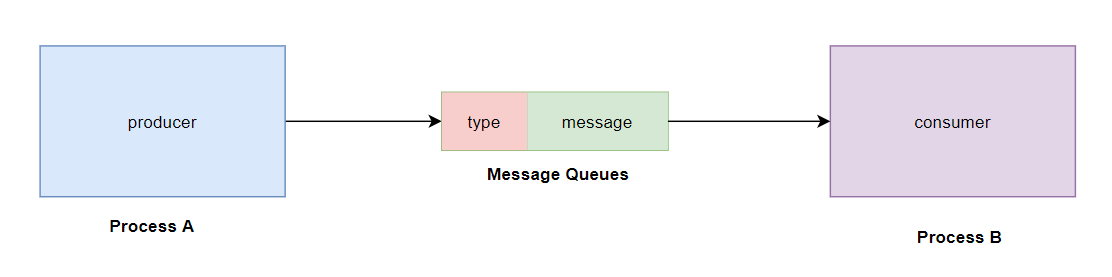 producer
type
message
consumer
Message Queues
Process A
Process B